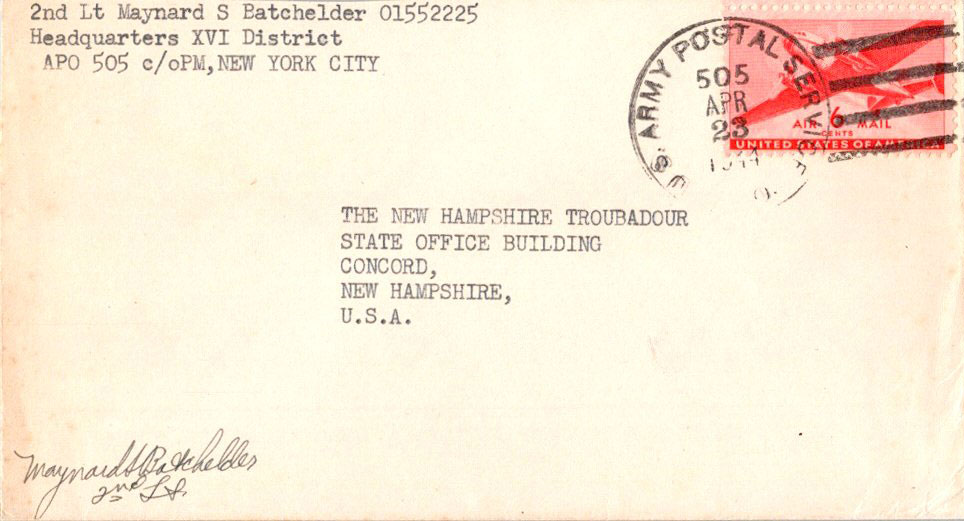 2nd Lt Maynard S Batchelder 01552225
Headquarters XVI District
APO 505 c/oPM,NEW YORK CITY
U.S. ARMY POSTAL SERVICE
505
APR
23
1944
AIR 6 MAIL
CENTS
UNITED STATES OF AMERICA
THE NEW HAMPSHIRE TROUBADOUR
STATE OFFICE BUILDING
CONCORD,
NEW HAMPSHIRE,
U.S.A.
Maynard S Batchelder
2nd Lt.